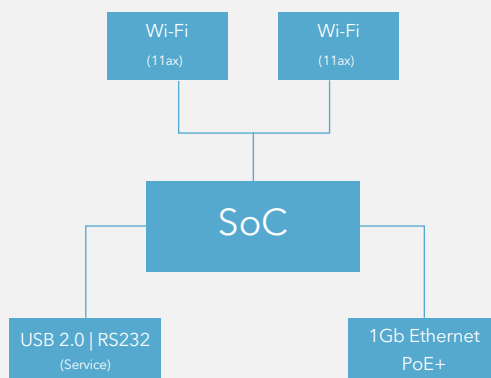 Wi-Fi
(11ax)
Wi-Fi
(11ax)
SoC
USB 2.0 | RS232
(Service)
1Gb Ethernet
PoE+